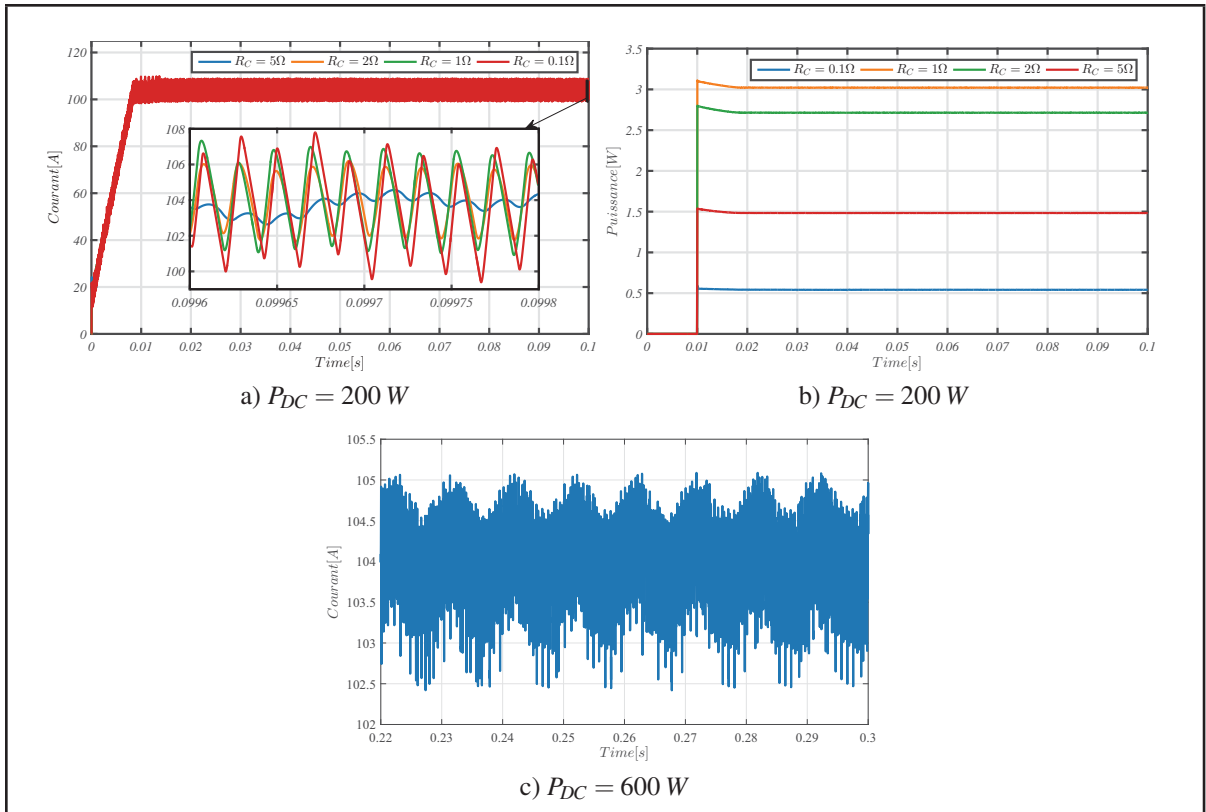 R_C = 5Ω R_C = 2Ω R_C = 1Ω R_C = 0.1Ω
Courant[A]
120
100
80
60
40
20
0
108
106
104
102
100
0.0996 0.09965 0.0997 0.09975 0.0998
0 0.01 0.02 0.03 0.04 0.05 0.06 0.07 0.08 0.09 0.1
Time[s]
a) P_DC = 200 W
R_C = 0.1Ω R_C = 1Ω R_C = 2Ω R_C = 5Ω
Puissance[W]
3.5
3
2.5
2
1.5
1
0.5
0
0 0.01 0.02 0.03 0.04 0.05 0.06 0.07 0.08 0.09 0.1
Time[s]
b) P_DC = 200 W
Courant[A]
105.5
105
104.5
104
103.5
103
102.5
102
0.22 0.23 0.24 0.25 0.26 0.27 0.28 0.29 0.3
Time[s]
c) P_DC = 600 W